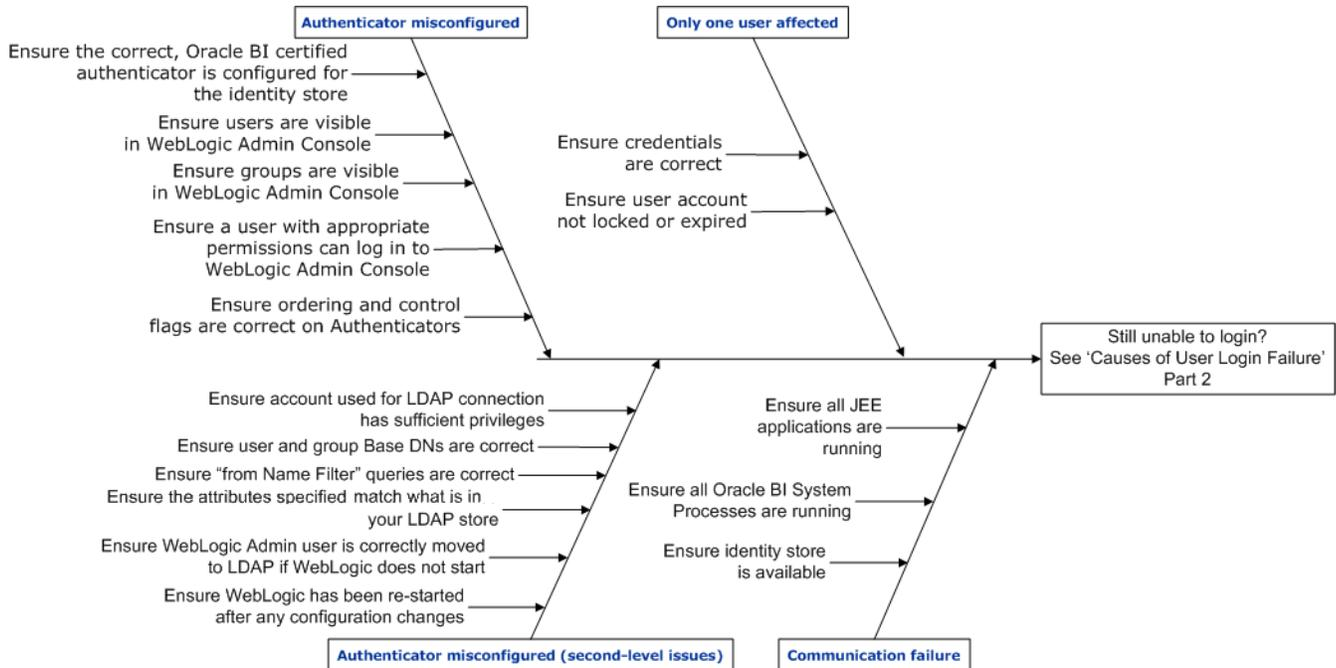 Authenticator misconfigured
Only one user affected
Ensure the correct, Oracle BI certified
authenticator is configured for
the identity store
Ensure users are visible
in WebLogic Admin Console
Ensure groups are visible
in WebLogic Admin Console
Ensure a user with appropriate
permissions can log in to
WebLogic Admin Console
Ensure ordering and control
flags are correct on Authenticators
Ensure credentials
are correct
Ensure user account
not locked or expired
Still unable to login?
See ‘Causes of User Login Failure’
Part 2
Ensure account used for LDAP connection
has sufficient privileges
Ensure user and group Base DNs are correct
Ensure “from Name Filter” queries are correct
Ensure the attributes specified match what is in
your LDAP store
Ensure WebLogic Admin user is correctly moved
to LDAP if WebLogic does not start
Ensure WebLogic has been re-started
after any configuration changes
Ensure all JEE
applications are
running
Ensure all Oracle BI System
Processes are running
Ensure identity store
is available
Authenticator misconfigured (second-level issues)
Communication failure